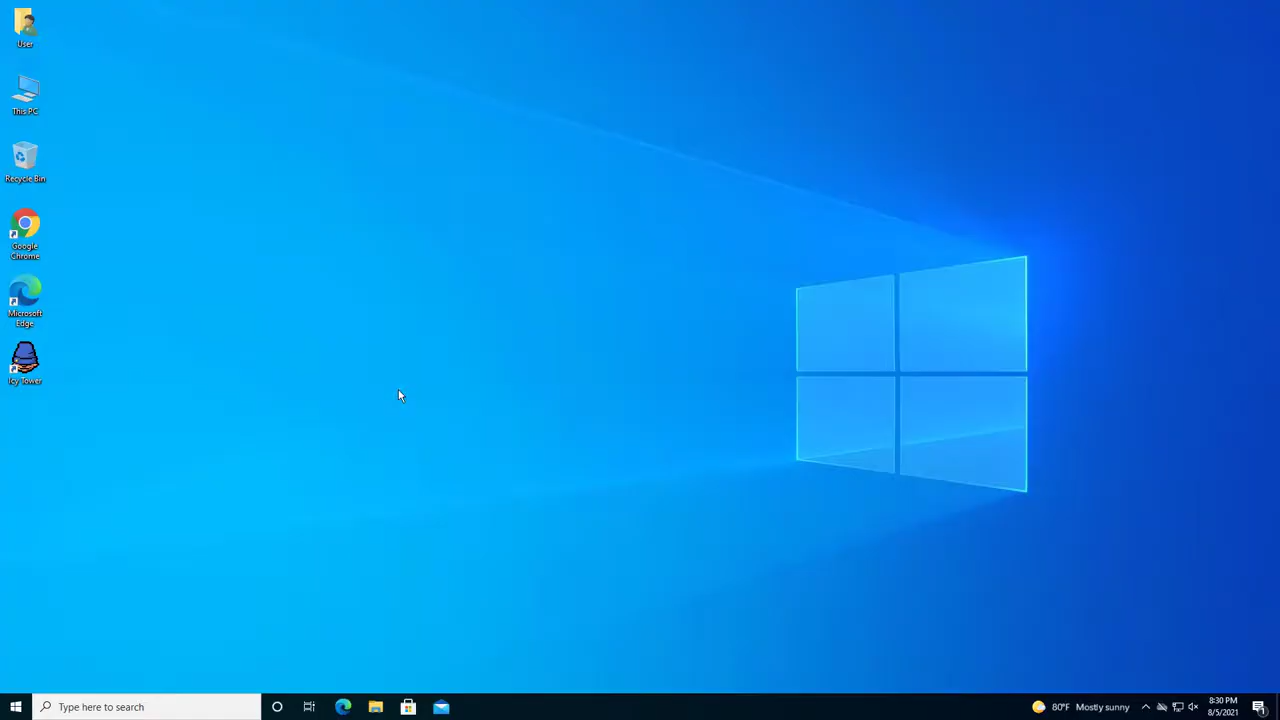 User
This PC
Recycle Bin
Google
Chrome
Microsoft
Edge
Icy Tower
Type here to search
80°F Mostly sunny
8:30 PM
8/5/2021
1